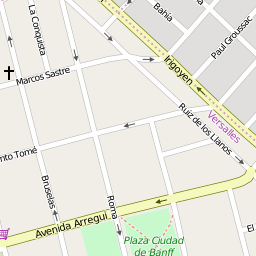 La Conquista
Bahía
Irigoyen
Paul Groussac
Marcos Sastre
Versalles
Ruiz de los Llanos
nto Tomé
Bruselas
Roma
Avenida Arregui
El
Plaza Ciudad
de Banff